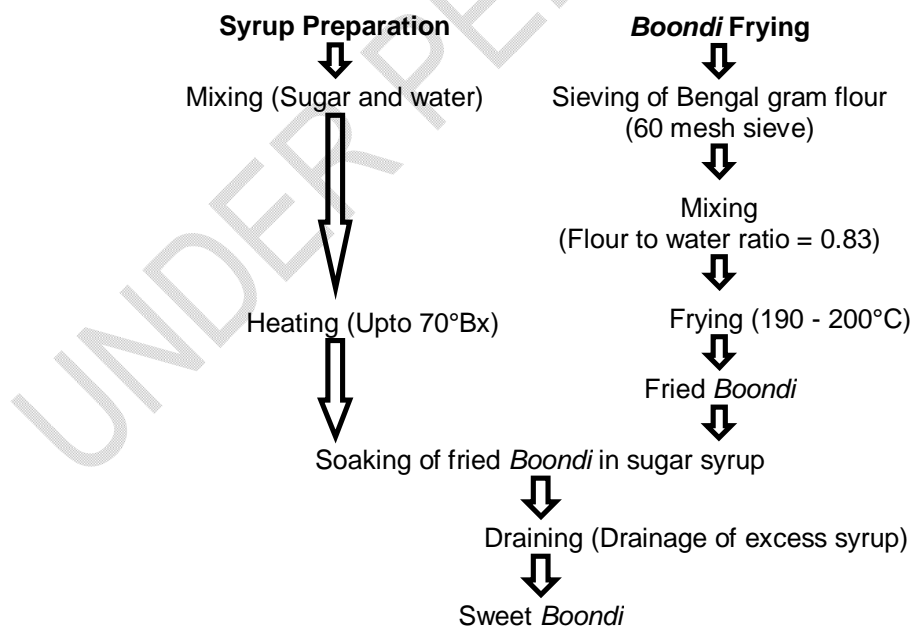 Syrup Preparation
Mixing (Sugar and water)
Heating (Upto 70°Bx)
Boondi Frying
Sieving of Bengal gram flour
(60 mesh sieve)
Mixing
(Flour to water ratio = 0.83)
Frying (190 - 200°C)
Fried Boondi
Soaking of fried Boondi in sugar syrup
Draining (Drainage of excess syrup)
Sweet Boondi
UNDER PE